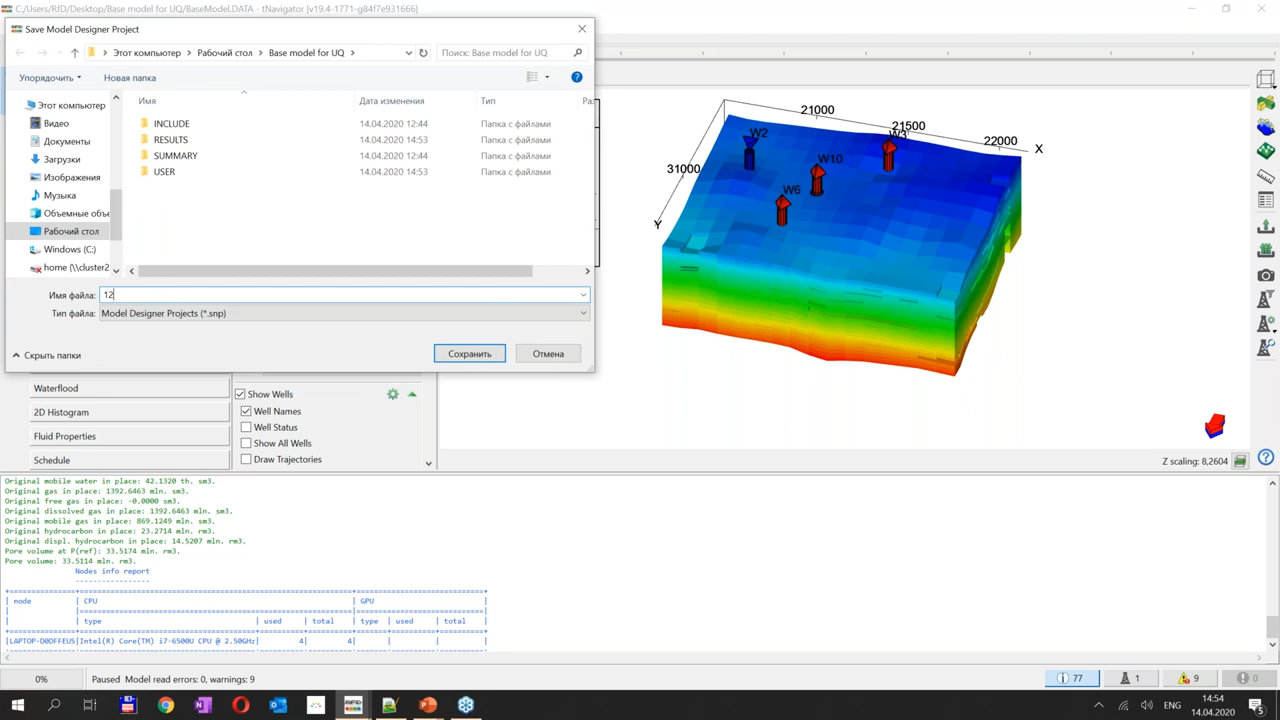 C:/Users/RfD/Desktop/Base model for UQ/BaseModel.DATA - tNavigator [v19.4-1771-g84f7e931666]
Save Model Designer Project
Этот компьютер
Рабочий стол
Base model for UQ
Поиск: Base model for UQ
Упорядочить
Новая папка
Имя
Дата изменения
Тип
Ра
Этот компьютер
Видео
Документы
Загрузки
Изображения
Музыка
Объемные объ
Рабочий стол
Windows (C:)
home (\\cluster2
INCLUDE 14.04.2020 12:44 Папка с файлами
RESULTS 14.04.2020 14:53 Папка с файлами
SUMMARY 14.04.2020 12:44 Папка с файлами
USER 14.04.2020 14:53 Папка с файлами
Имя файла: 12
Тип файла: Model Designer Projects (*.snp)
Скрыть папки
Сохранить
Отмена
21000
21500
22000
X
31000
Y
W2
W3
W10
W6
Waterflood
2D Histogram
Fluid Properties
Schedule
Show Wells
Well Names
Well Status
Show All Wells
Draw Trajectories
Z scaling: 8,2604
Original mobile water in place: 42.1320 th. sm3.
Original gas in place: 1392.6463 mln. sm3.
Original free gas in place: -0.0000 sm3.
Original dissolved gas in place: 1392.6463 mln. sm3.
Original mobile gas in place: 869.1249 mln. sm3.
Original hydrocarbon in place: 23.2714 mln. rm3.
Original displ. hydrocarbon in place: 14.5207 mln. rm3.
Pore volume at P(ref): 33.5174 mln. rm3.
Pore volume: 33.5114 mln. rm3.
Nodes info report
| node | CPU | GPU |
| type | used | total | type | used | total |
|LAPTOP-D0DFFEUS|Intel(R) Core(TM) i7-6500U CPU @ 2.50GHz| 4| 4|
0%
Paused Model read errors: 0, warnings: 9
77
1
9
0
ENG
14:54
14.04.2020
5